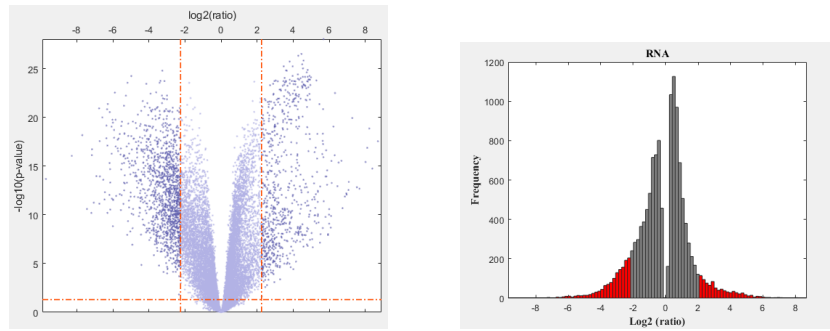 log2(ratio)
-8 -6 -4 -2 0 2 4 6 8
25
20
15
10
5
0
-log10(p-value)
RNA
1200
1000
800
600
400
200
0
Frequency
-8 -6 -4 -2 0 2 4 6 8
Log2 (ratio)